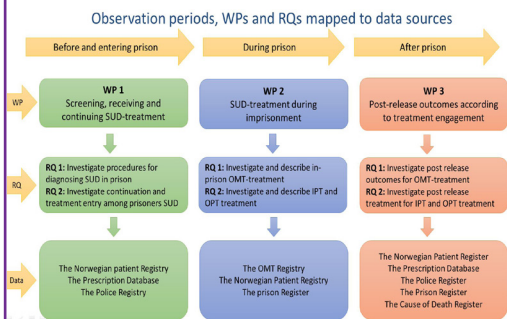 Observation periods, WPs and RQs mapped to data sources
Before and entering prison
During prison
After prison
WP
WP 1
Screening, receiving and
continuing SUD-treatment
WP 2
SUD-treatment during
imprisonment
WP 3
Post-release outcomes according
to treatment engagement
RQ
RQ 1: Investigate procedures for
diagnosing SUD in prison
RQ 2: Investigate continuation and
treatment entry among prisoners SUD
RQ 1: Investigate and describe in-
prison OMT-treatment
RQ 2: Investigate and describe IPT and
OPT treatment
RQ 1: Investigate post release
outcomes for OMT-treatment
RQ 2: Investigate post release
treatment for IPT and OPT treatment
Data
The Norwegian patient Registry
The Prescription Database
The Police Registry
The OMT Registry
The Norwegian Patient Registry
The prison Register
The Norwegian Patient Register
The Prescription Database
The Police Register
The Prison Register
The Cause of Death Register